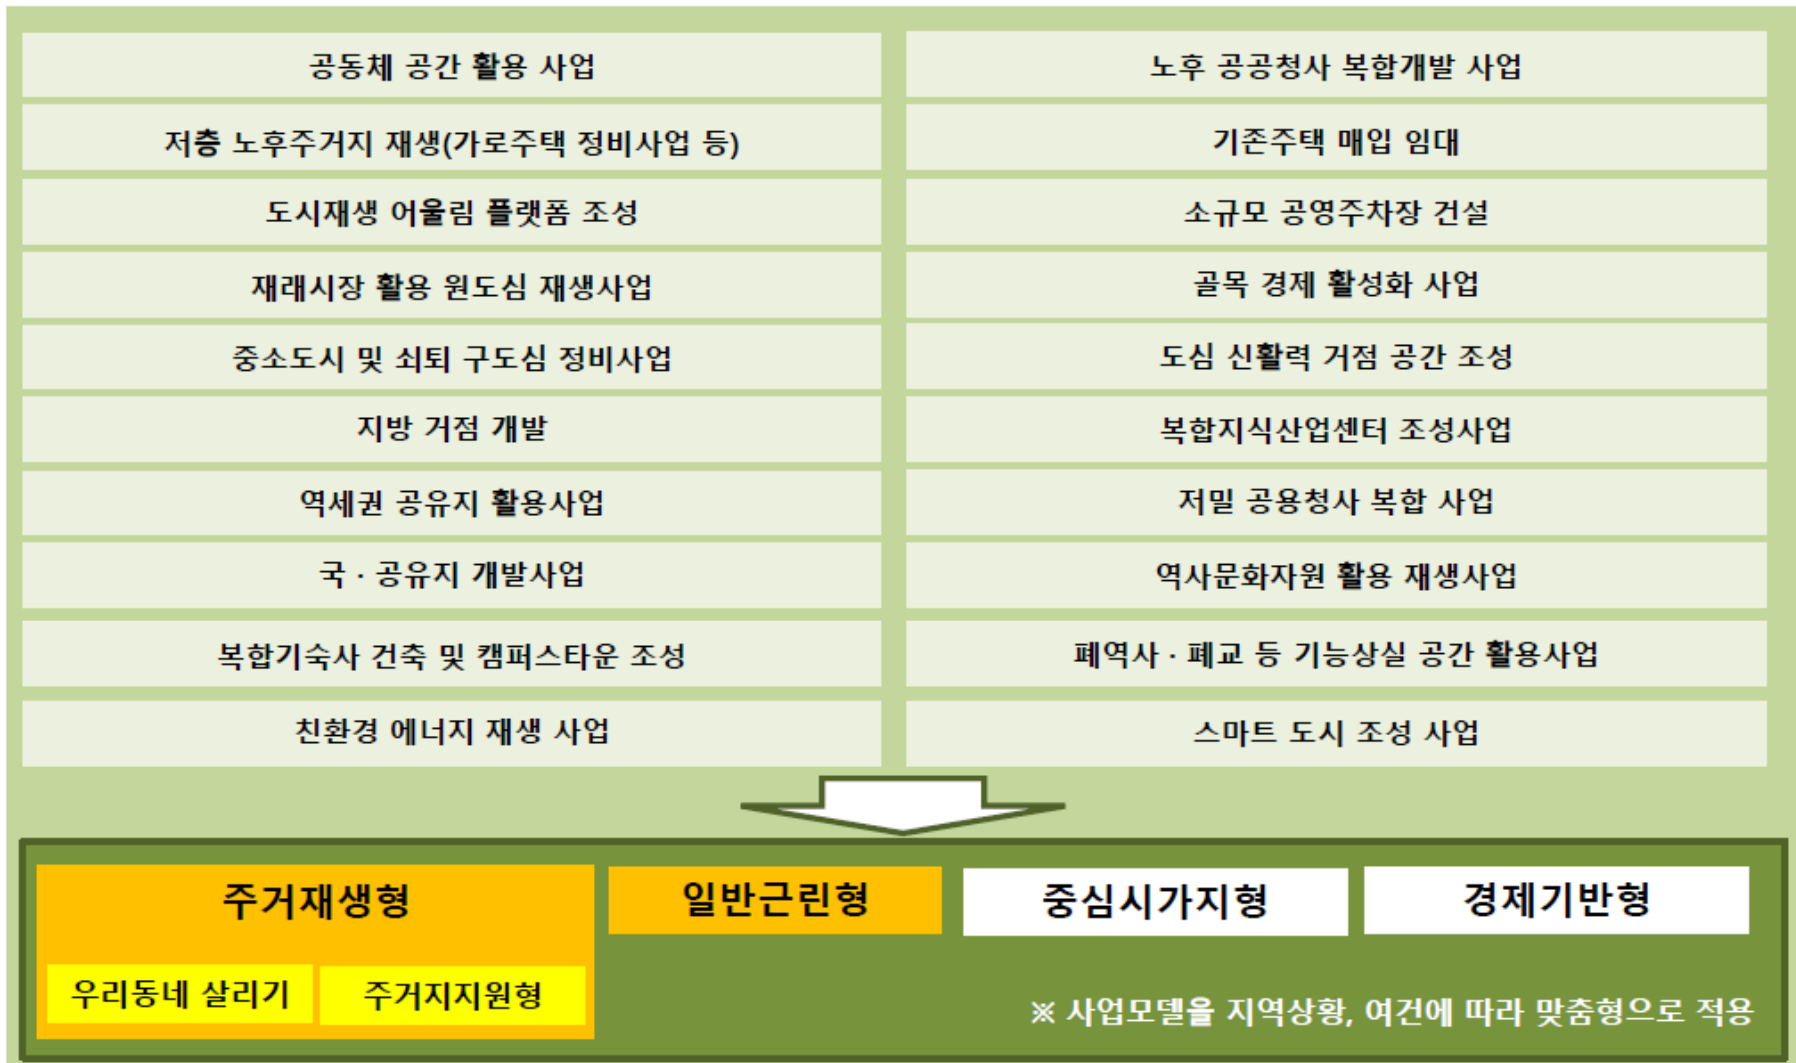 공동체 공간 활용 사업
노후 공공청사 복합개발 사업
저층 노후주거지 재생(가로주택 정비사업 등)
기존주택 매입 임대
도시재생 어울림 플랫폼 조성
소규모 공영주차장 건설
재래시장 활용 원도심 재생사업
골목 경제 활성화 사업
중소도시 및 쇠퇴 구도심 정비사업
도심 신활력 거점 공간 조성
지방 거점 개발
복합지식산업센터 조성사업
역세권 공유지 활용사업
저밀 공용청사 복합 사업
국 · 공유지 개발사업
역사문화자원 활용 재생사업
복합기숙사 건축 및 캠퍼스타운 조성
폐역사 · 폐교 등 기능상실 공간 활용사업
친환경 에너지 재생 사업
스마트 도시 조성 사업
주거재생형
일반근린형
중심시가지형
경제기반형
우리동네 살리기
주거지지원형
※ 사업모델을 지역상황, 여건에 따라 맞춤형으로 적용